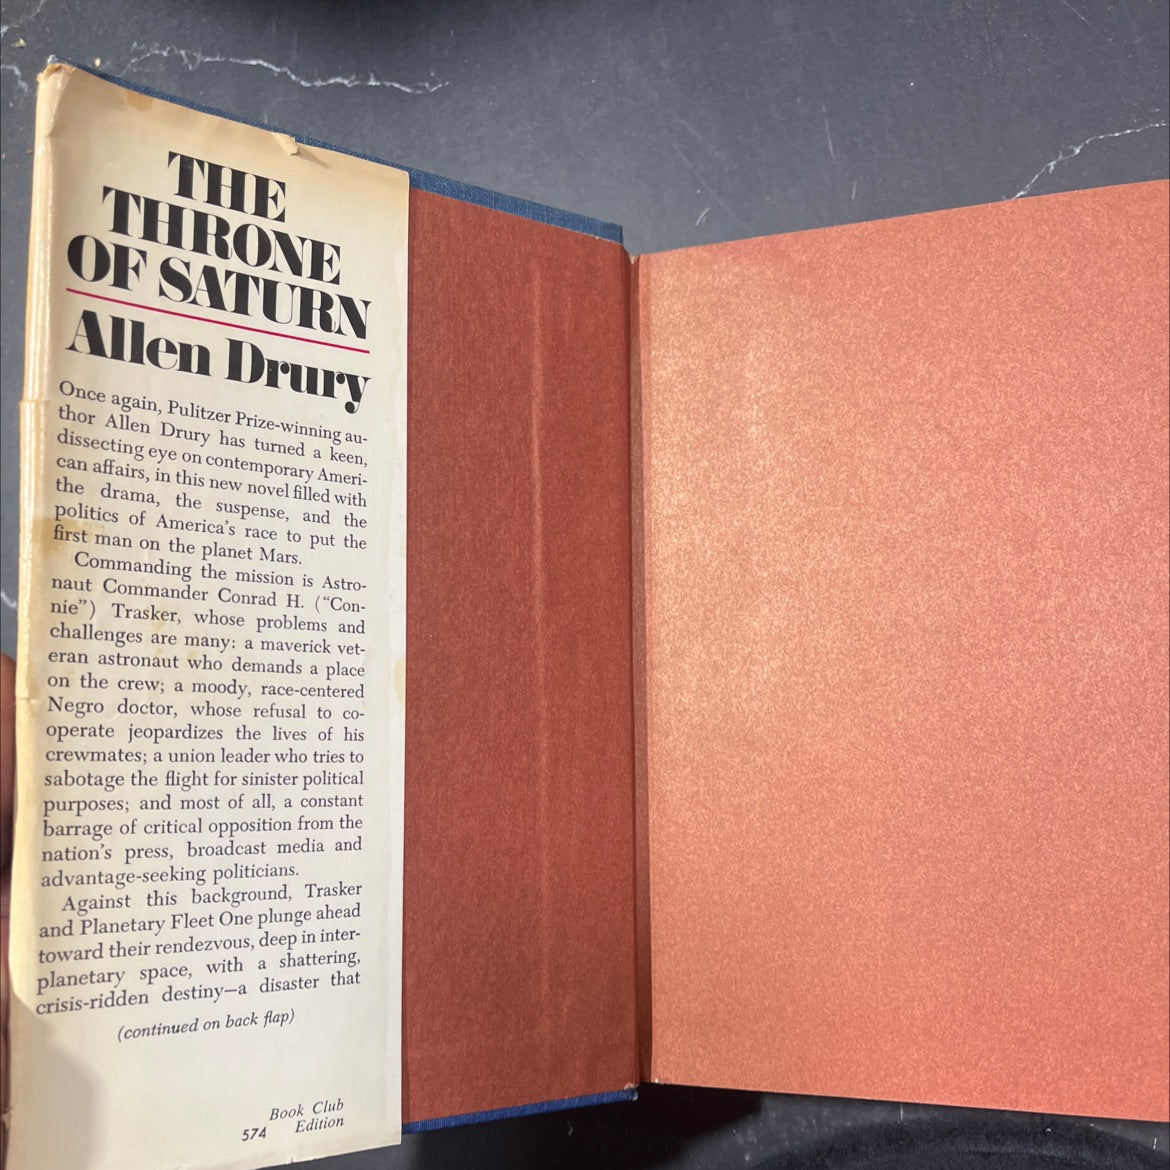 THE
THRONE
OF SATURN
Allen Drury
Once again, Pulitzer Prize-winning au-
thor Allen Drury has turned a keen,
dissecting eye on contemporary Ameri-
can affairs, in this new novel filled with
the drama, the suspense, and the
politics of America's race to put the
first man on the planet Mars.
Commanding the mission is Astro-
naut Commander Conrad H. ("Con-
nie") Trasker, whose problems and
challenges are many: a maverick vet-
eran astronaut who demands a place
on the crew; a moody, race-centered
Negro doctor, whose refusal to co-
operate jeopardizes the lives of his
crewmates; a union leader who tries to
sabotage the flight for sinister political
purposes; and most of all, a constant
barrage of critical opposition from the
nation's press, broadcast media and
advantage-seeking politicians.
Against this background, Trasker
and Planetary Fleet One plunge ahead
toward their rendezvous, deep in inter-
planetary space, with a shattering,
crisis-ridden destiny—a disaster that
(continued on back flap)
Book Club
574 Edition